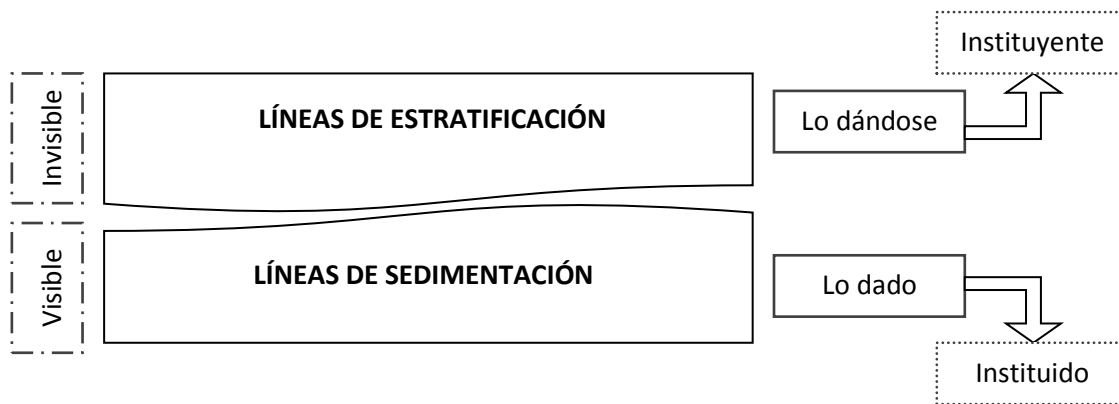 Instituyente
Invisible
LÍNEAS DE ESTRATIFICACIÓN
Lo dándose
Visible
LÍNEAS DE SEDIMENTACIÓN
Lo dado
Instituido